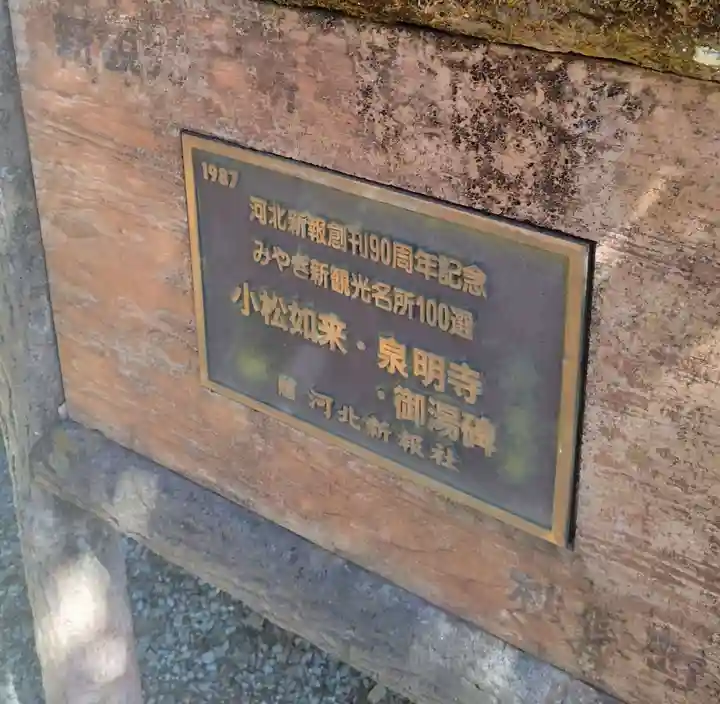 1987
河北新報創刊90周年記念
みやぎ新観光名所100選
小松如来・泉明寺
・御湯碑
河北新報社